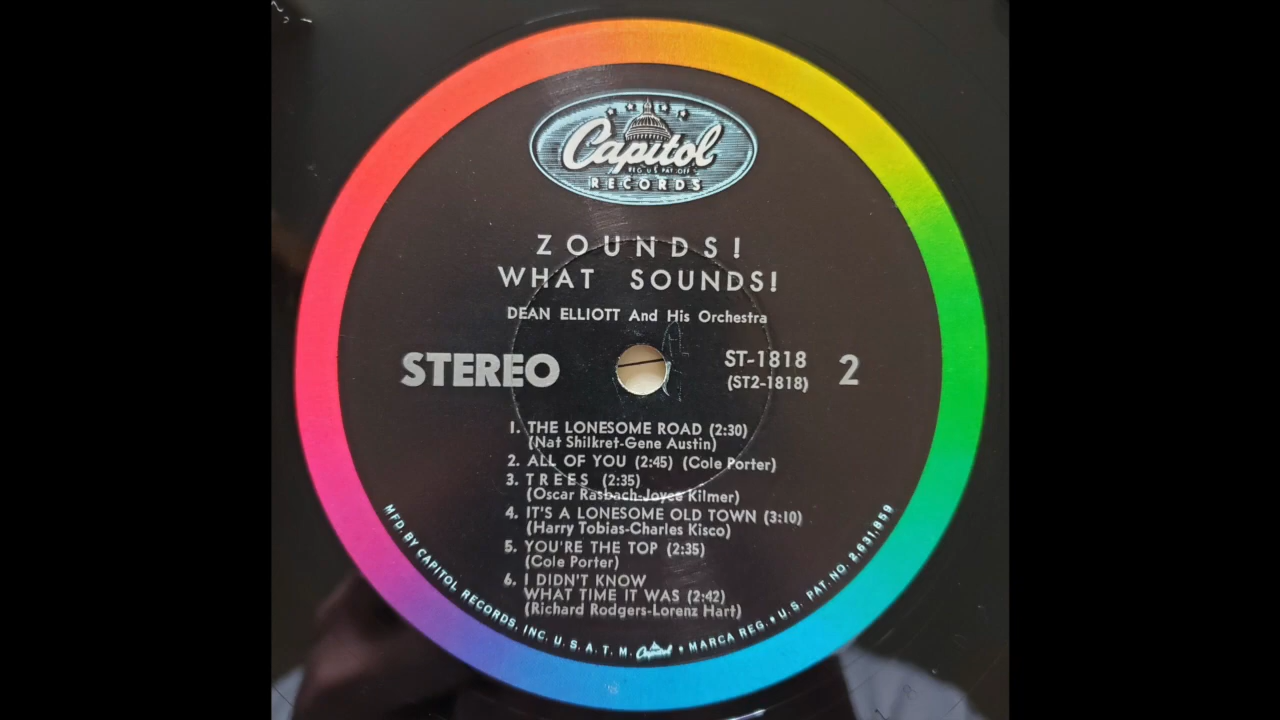 Capitol
REG. U.S. PAT. OFF.
RECORDS
ZOUNDS!
WHAT SOUNDS!
DEAN ELLIOTT And His Orchestra
STEREO
ST-1818
(ST2-1818)
2
1. THE LONESOME ROAD (2:30)
(Nat Shilkret-Gene Austin)
2. ALL OF YOU (2:45) (Cole Porter)
3. TREES (2:35)
(Oscar Rasbach-Joyce Kilmer)
4. IT'S A LONESOME OLD TOWN (3:10)
(Harry Tobias-Charles Kisco)
5. YOU'RE THE TOP (2:35)
(Cole Porter)
6. I DIDN'T KNOW
WHAT TIME IT WAS (2:42)
(Richard Rodgers-Lorenz Hart)
MFD. BY CAPITOL RECORDS, INC. U. S. A. T. M. Capitol • MARCA REG. • U.S. PAT. NO. 2,631,859